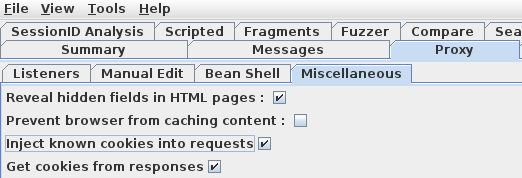 File View Tools Help
SessionID Analysis Scripted Fragments Fuzzer Compare Sea
Summary Messages Proxy
Listeners Manual Edit Bean Shell Miscellaneous
Reveal hidden fields in HTML pages :
Prevent browser from caching content :
Inject known cookies into requests
Get cookies from responses